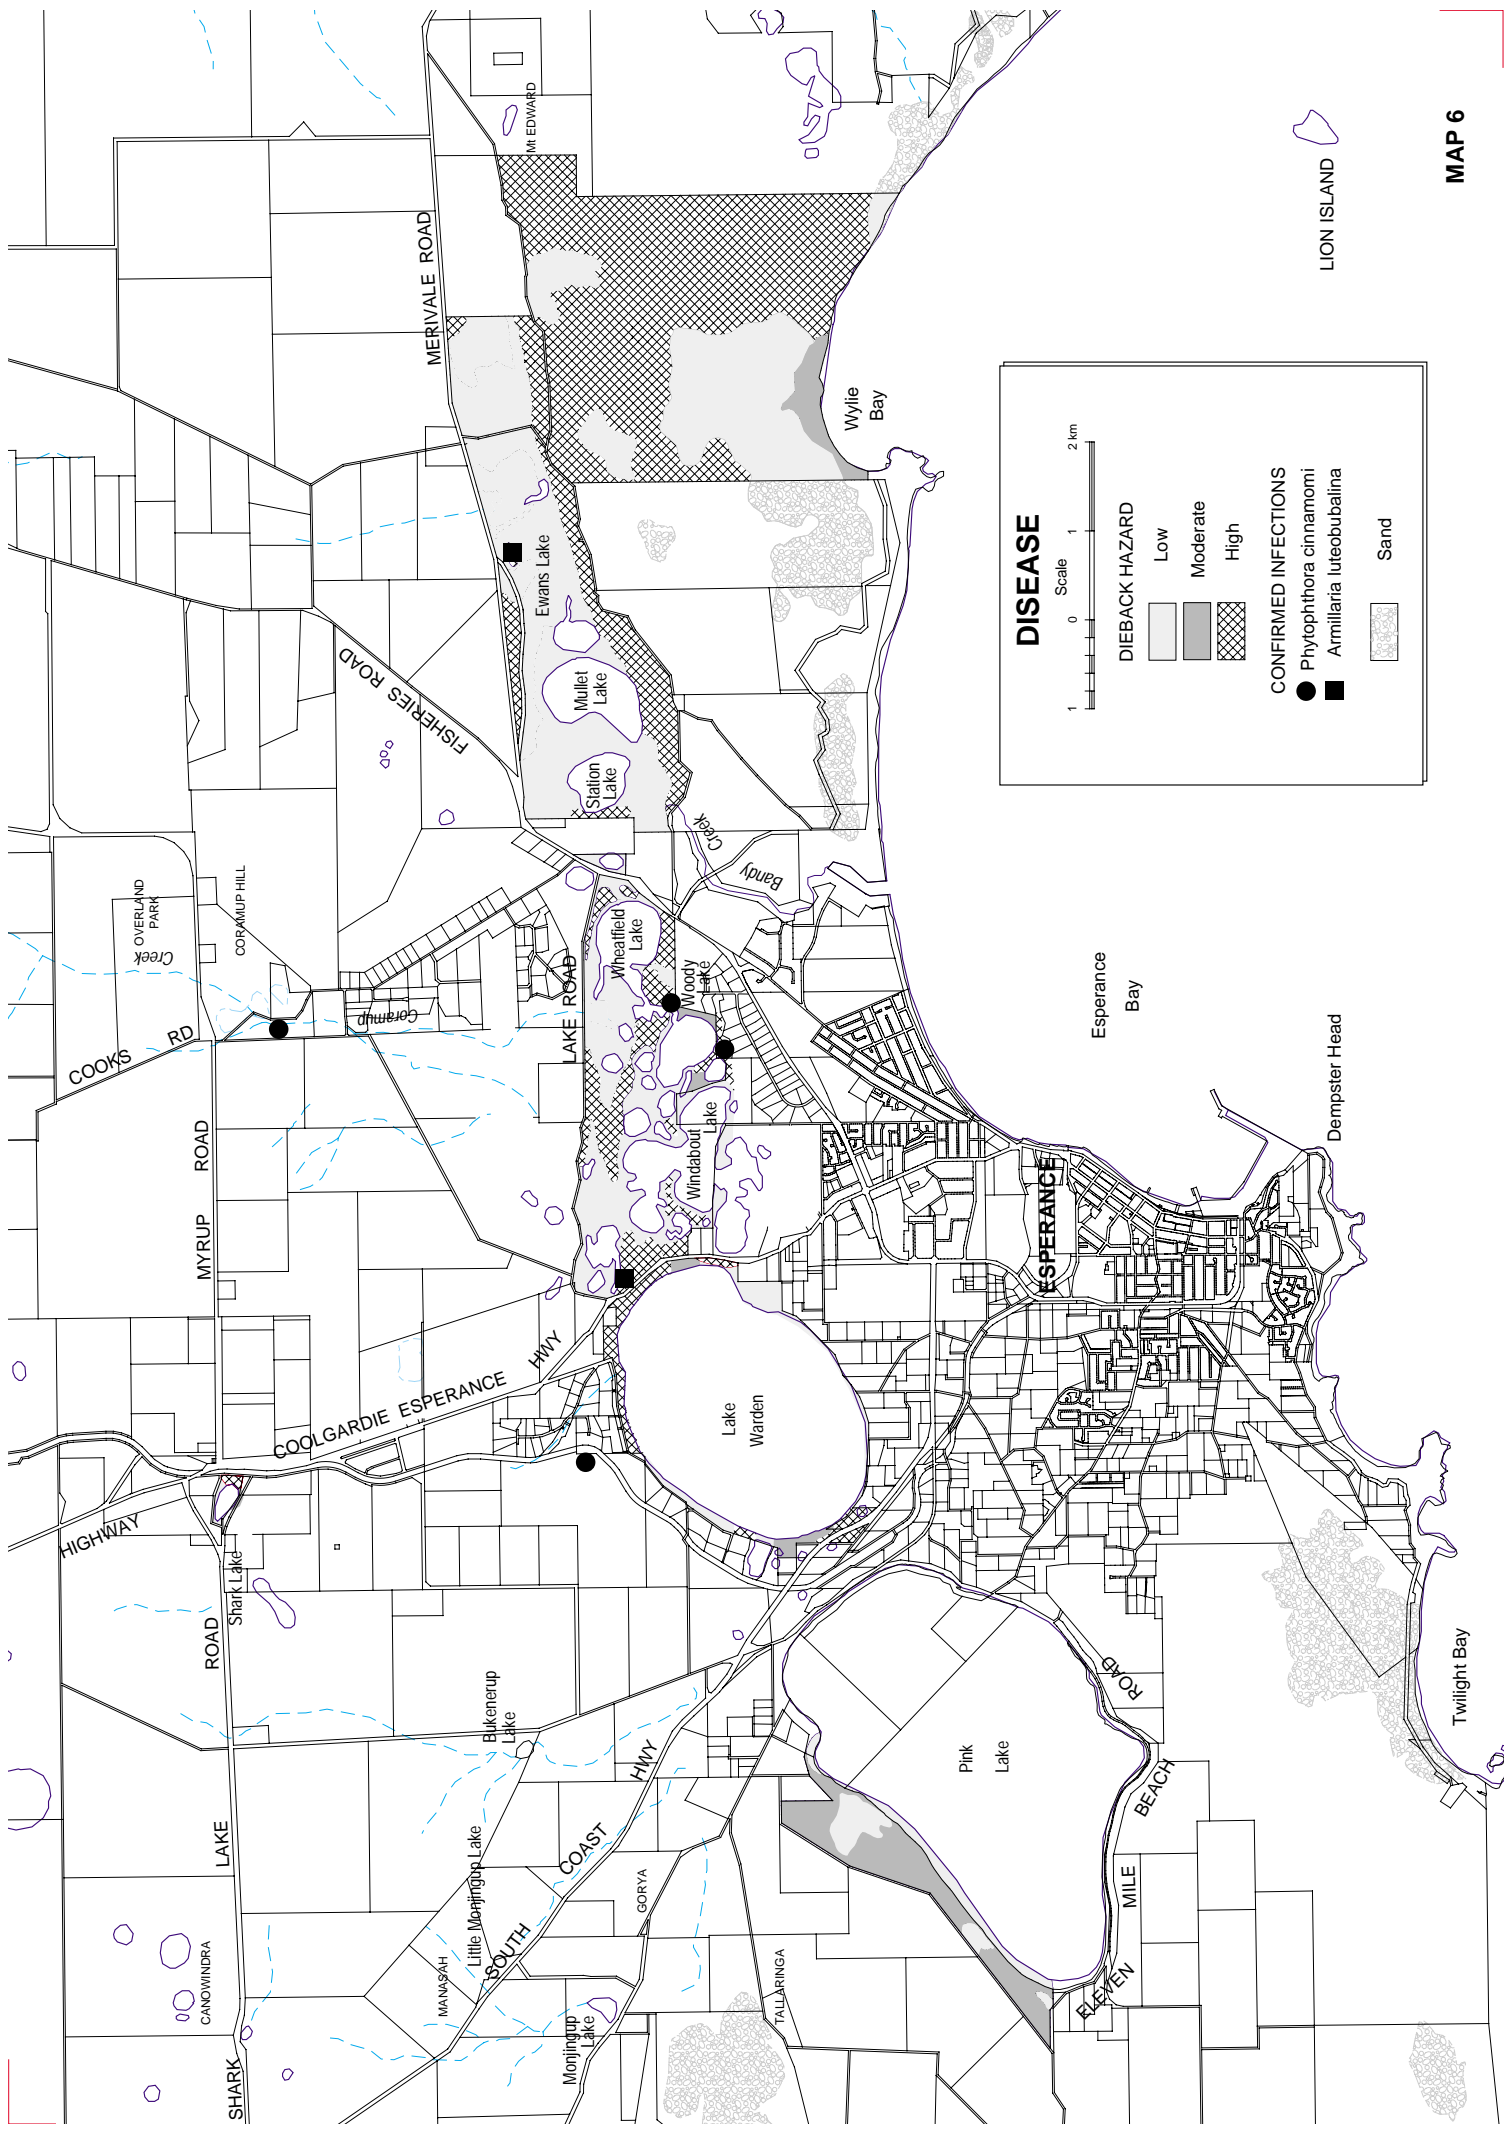 SHARK
LAKE
ROAD
MYRUP
ROAD
COOKS
RD
HIGHWAY
COOLGARDIE ESPERANCE
HWY
CANOWINDRA
Shark Lake
OVERLAND
PARK
Creek
CORAMUP HILL
Coramup
FISHERIES ROAD
MERIVALE ROAD
Mt EDWARD
MANASAH
Little Monjingup Lake
Bukenerup
Lake
Monjingup
Lake
SOUTH
COAST
HWY
GORYA
TALLARINGA
LAKE ROAD
Wheatfield
Lake
Woody
Lake
Windabout
Lake
Station
Lake
Mullet
Lake
Ewans Lake
Bandy
Creek
Lake
Warden
Pink
Lake
ELEVEN
MILE
BEACH
ROAD
ESPERANCE
Wylie
Bay
Esperance
Bay
Dempster Head
Twilight Bay
LION ISLAND
DISEASE
Scale
1 0 1 2 km
DIEBACK HAZARD
Low
Moderate
High
CONFIRMED INFECTIONS
Phytophthora cinnamomi
Armillaria luteobubalina
Sand
MAP 6